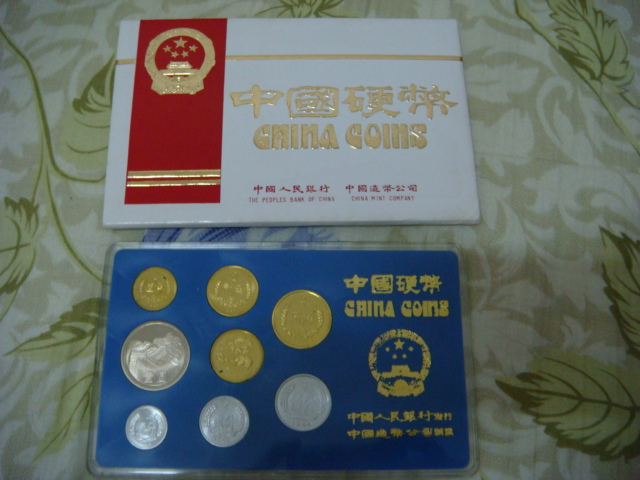 中國硬幣
CHINA COINS
中國人民銀行 中國造幣公司
THE PEOPLES BANK OF CHINA CHINA MINT COMPANY
中國硬幣
CHINA COINS
中國人民銀行發行
中國造幣公司